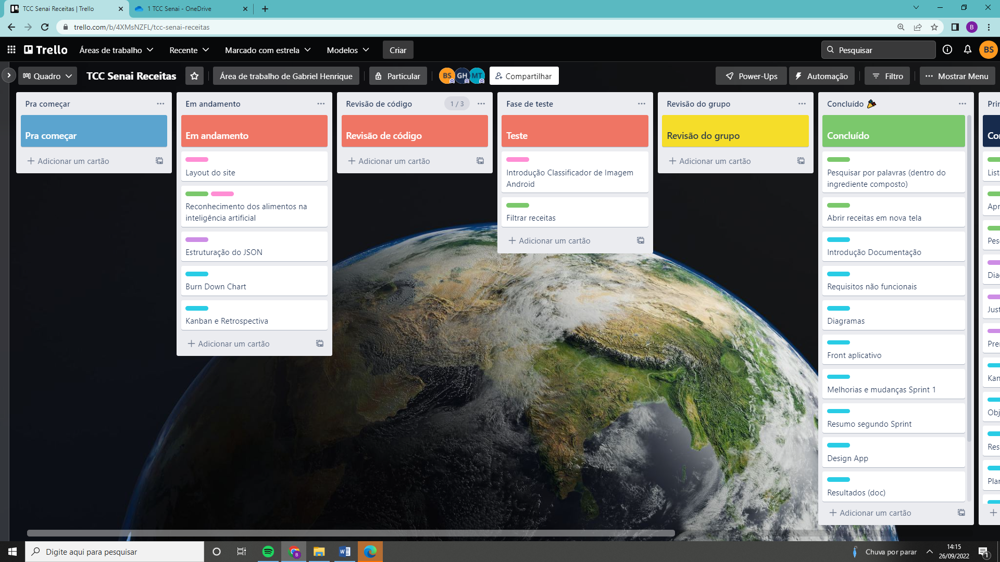 TCC Senai Receitas | Trello
1 TCC Senai - OneDrive
trello.com/b/4XMsNZFL/tcc-senai-receitas
B
Trello
Áreas de trabalho
Recente
Marcado com estrela
Modelos
Criar
Pesquisar
BS
Quadro
TCC Senai Receitas
Área de trabalho de Gabriel Henrique
Particular
BS
GH
MT
Compartilhar
Power-Ups
Automação
Filtro
Mostrar Menu
Pra começar
Pra começar
Adicionar um cartão
Em andamento
Em andamento
Layout do site
Reconhecimento dos alimentos na
inteligência artificial
Estruturação do JSON
Burn Down Chart
Kanban e Retrospectiva
Adicionar um cartão
Revisão de código
1 / 3
Revisão de código
Adicionar um cartão
Fase de teste
Teste
Introdução Classificador de Imagem
Android
Filtrar receitas
Adicionar um cartão
Revisão do grupo
Revisão do grupo
Adicionar um cartão
Concluído
Concluído
Pesquisar por palavras (dentro do
ingrediente composto)
Abrir receitas em nova tela
Introdução Documentação
Requisitos não funcionais
Diagramas
Front aplicativo
Melhorias e mudanças Sprint 1
Resumo segundo Sprint
Design App
Resultados (doc)
Adicionar um cartão
Prin
Co
List
Apr
Pes
Dia
Just
Pre
Kan
Obj
Res
Plan
Digite aqui para pesquisar
B
Chuva por parar
14:15
26/09/2022
1